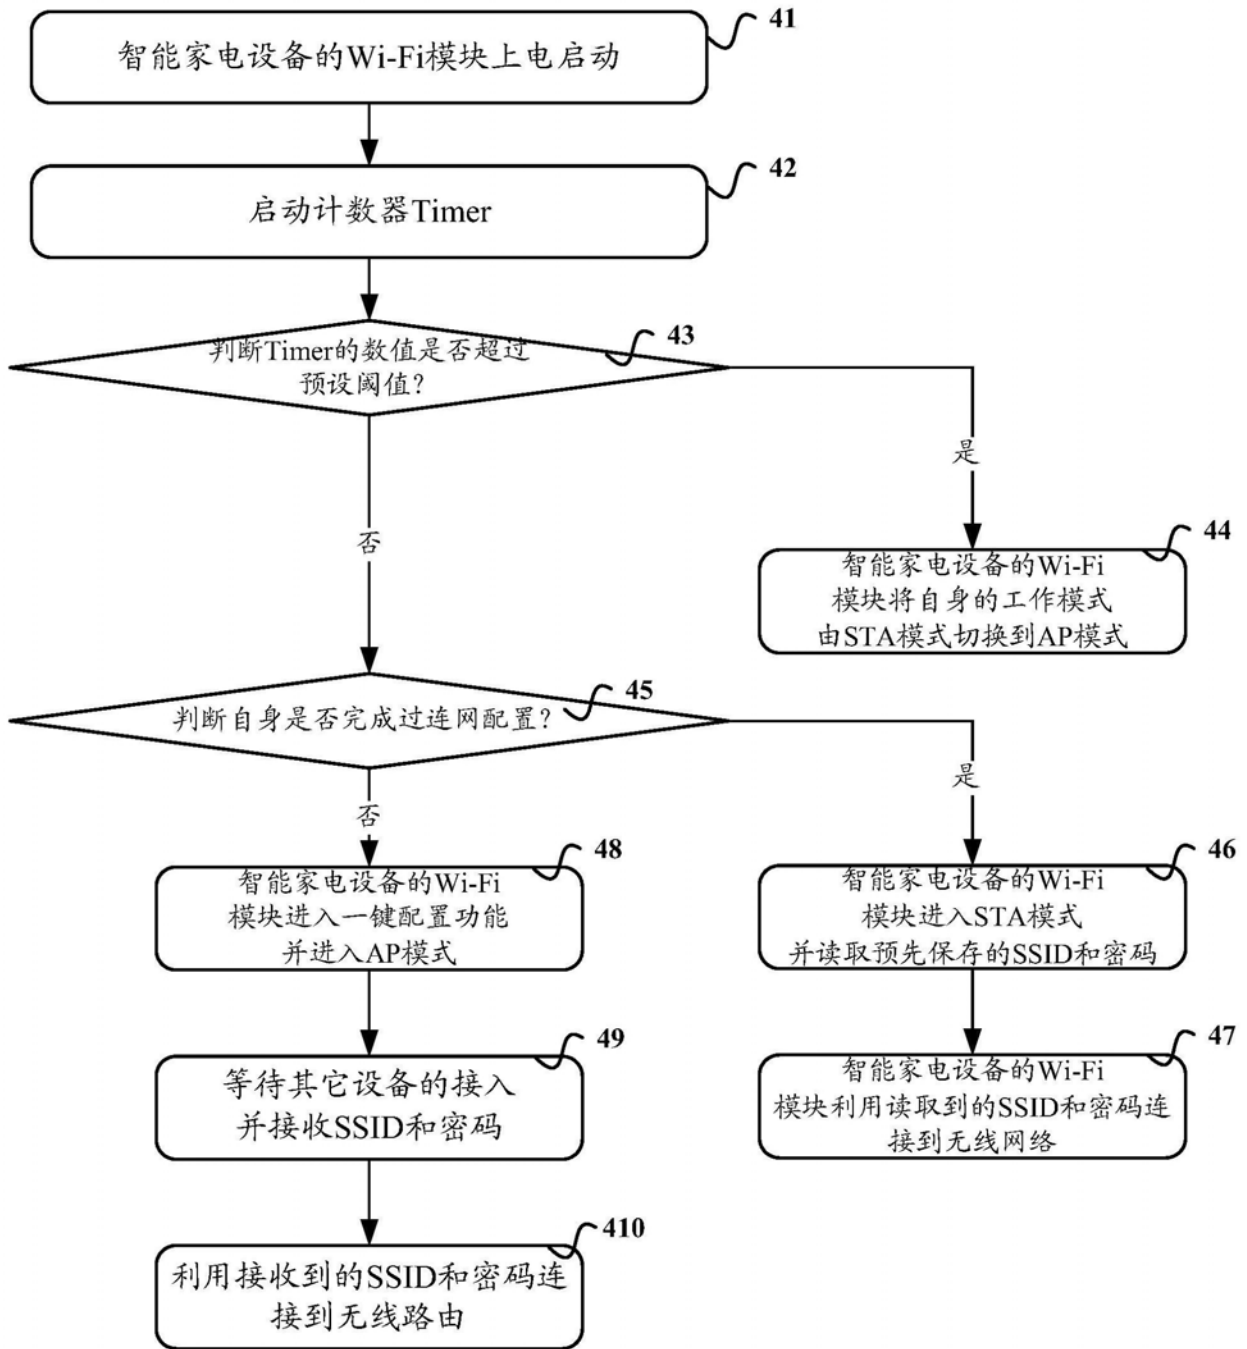 41
智能家电设备的Wi-Fi模块上电启动
42
启动计数器Timer
43
判断Timer的数值是否超过
预设阈值?
是
否
44
智能家电设备的Wi-Fi
模块将自身的工作模式
由STA模式切换到AP模式
45
判断自身是否完成过连网配置?
是
否
48
智能家电设备的Wi-Fi
模块进入一键配置功能
并进入AP模式
46
智能家电设备的Wi-Fi
模块进入STA模式
并读取预先保存的SSID和密码
49
等待其它设备的接入
并接收SSID和密码
47
智能家电设备的Wi-Fi
模块利用读取到的SSID和密码连
接到无线网络
410
利用接收到的SSID和密码连
接到无线路由